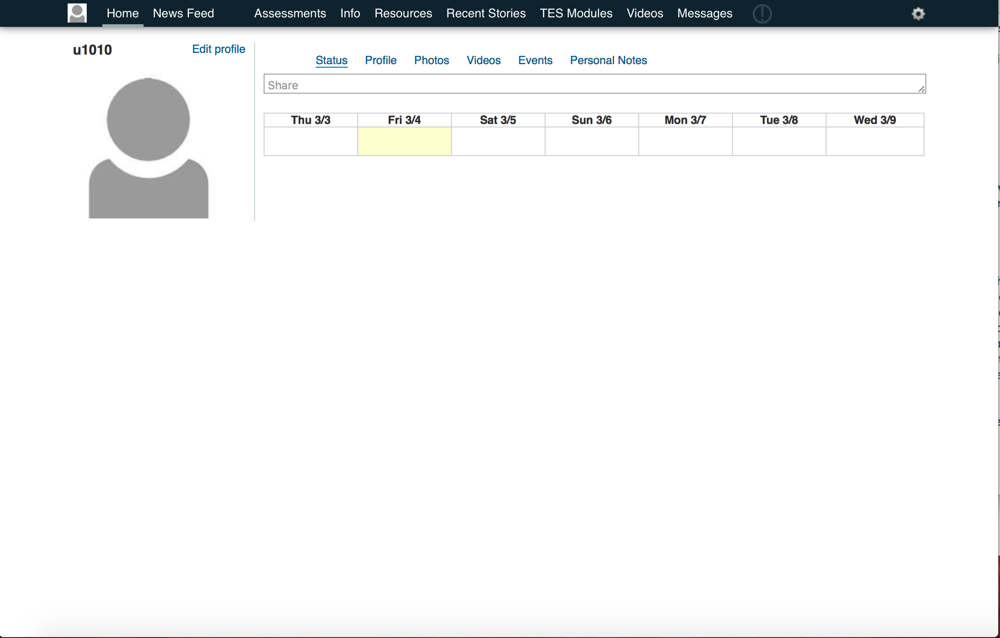 Home News Feed Assessments Info Resources Recent Stories TES Modules Videos Messages
u1010 Edit profile
Status Profile Photos Videos Events Personal Notes
Share
Thu 3/3 Fri 3/4 Sat 3/5 Sun 3/6 Mon 3/7 Tue 3/8 Wed 3/9